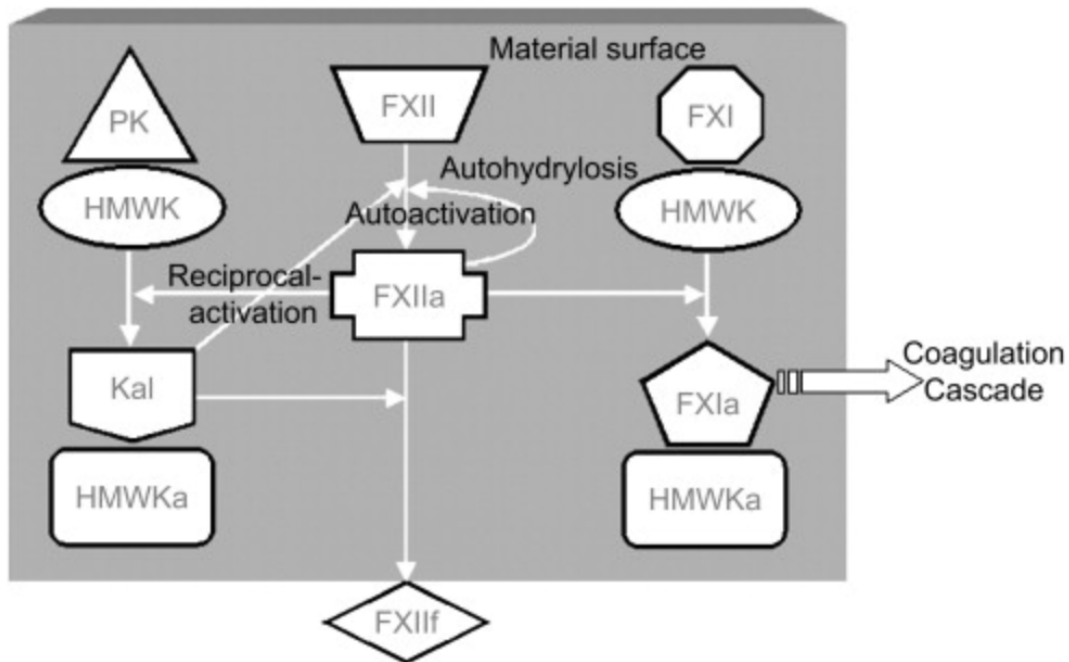 Material surface
PK
FXII
FXI
Autohydrylosis
HMWK
HMWK
Autoactivation
Reciprocal-
activation
FXIIa
Kal
FXIa
Coagulation
Cascade
HMWKa
HMWKa
FXIIf